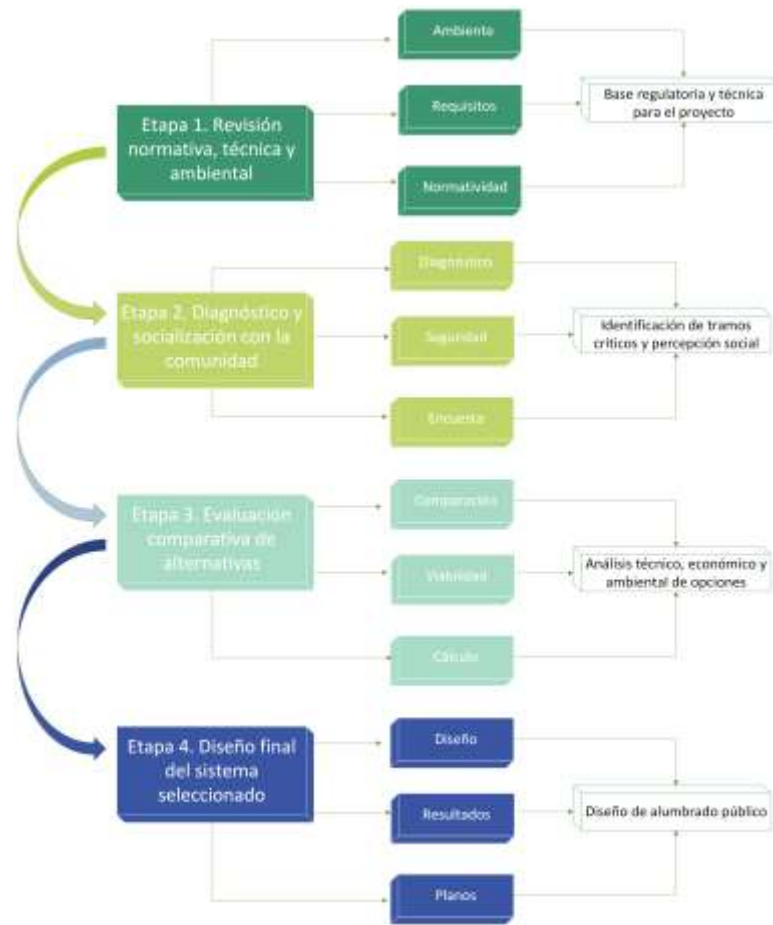 Ambiente
Etapa 1. Revisión
normativa, técnica y
ambiental
Requisitos
Base regulatoria y técnica
para el proyecto
Normatividad
Diagnóstico
Etapa 2. Diagnóstico y
socialización con la
comunidad
Seguridad
Identificación de tramos
críticos y percepción social
Encuesta
Comparación
Etapa 3. Evaluación
comparativa de
alternativas
Viabilidad
Análisis técnico, económico y
ambiental de opciones
Cálculo
Diseño
Etapa 4. Diseño final
del sistema
seleccionado
Resultados
Diseño de alumbrado público
Planos